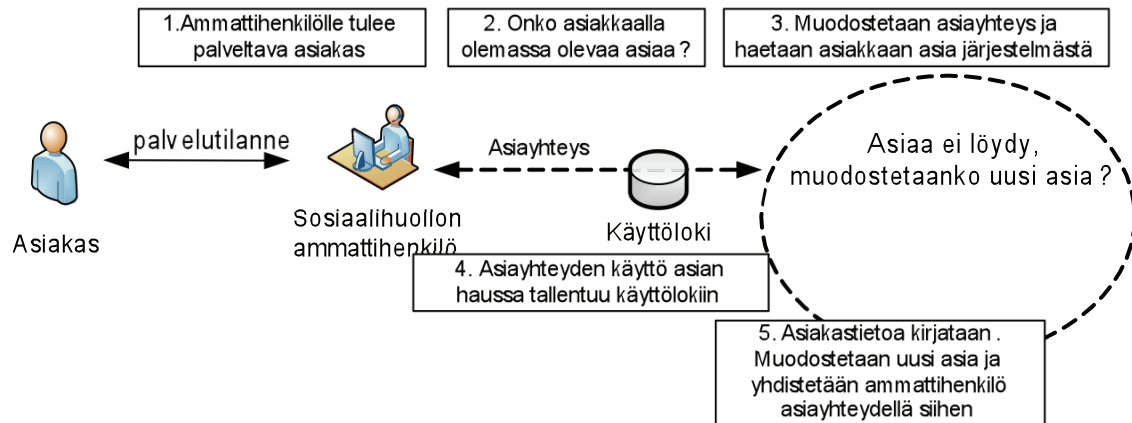 1.Ammattihenkilölle tulee
palveltava asiakas
2. Onko asiakkaalla
olemassa olevaa asiaa ?
3. Muodostetaan asiayhteys ja
haetaan asiakkaan asia järjestelmästä
palvelutilanne
Asiayhteys
Asiaa ei löydy,
muodostetaanko uusi asia ?
Asiakas
Sosiaalihuollon
ammattihenkilö
Käyttöloki
4. Asiayhteyden käyttö asian
haussa tallentuu käyttölokiin
5. Asiakastietoa kirjataan .
Muodostetaan uusi asia ja
yhdistetään ammattihenkilö
asiayhteydellä siihen